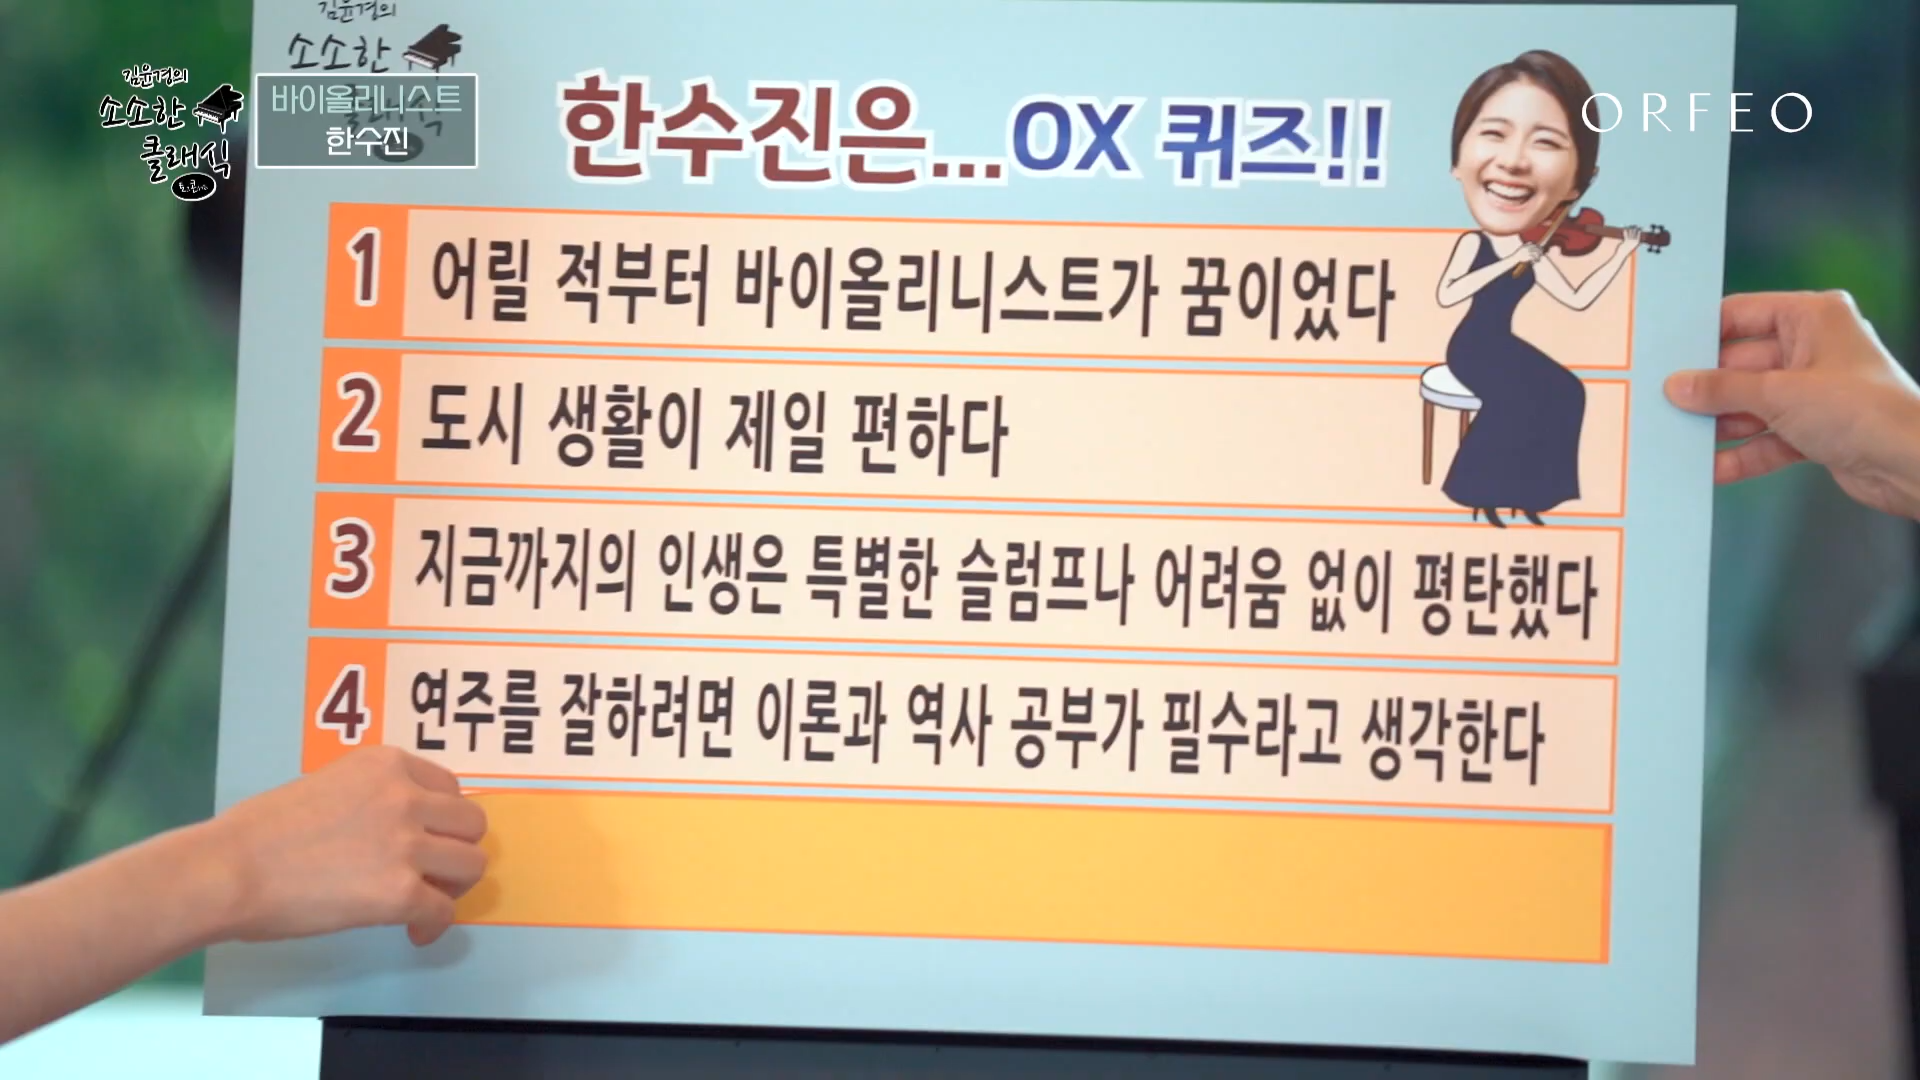 김윤경의
소소한
클래식
토크콘서트
바이올리니스트
한수진
김윤경의
소소한
한수진은...OX 퀴즈!!
ORFEO
1 어릴 적부터 바이올리니스트가 꿈이었다
2 도시 생활이 제일 편하다
3 지금까지의 인생은 특별한 슬럼프나 어려움 없이 평탄했다
4 연주를 잘하려면 이론과 역사 공부가 필수라고 생각한다